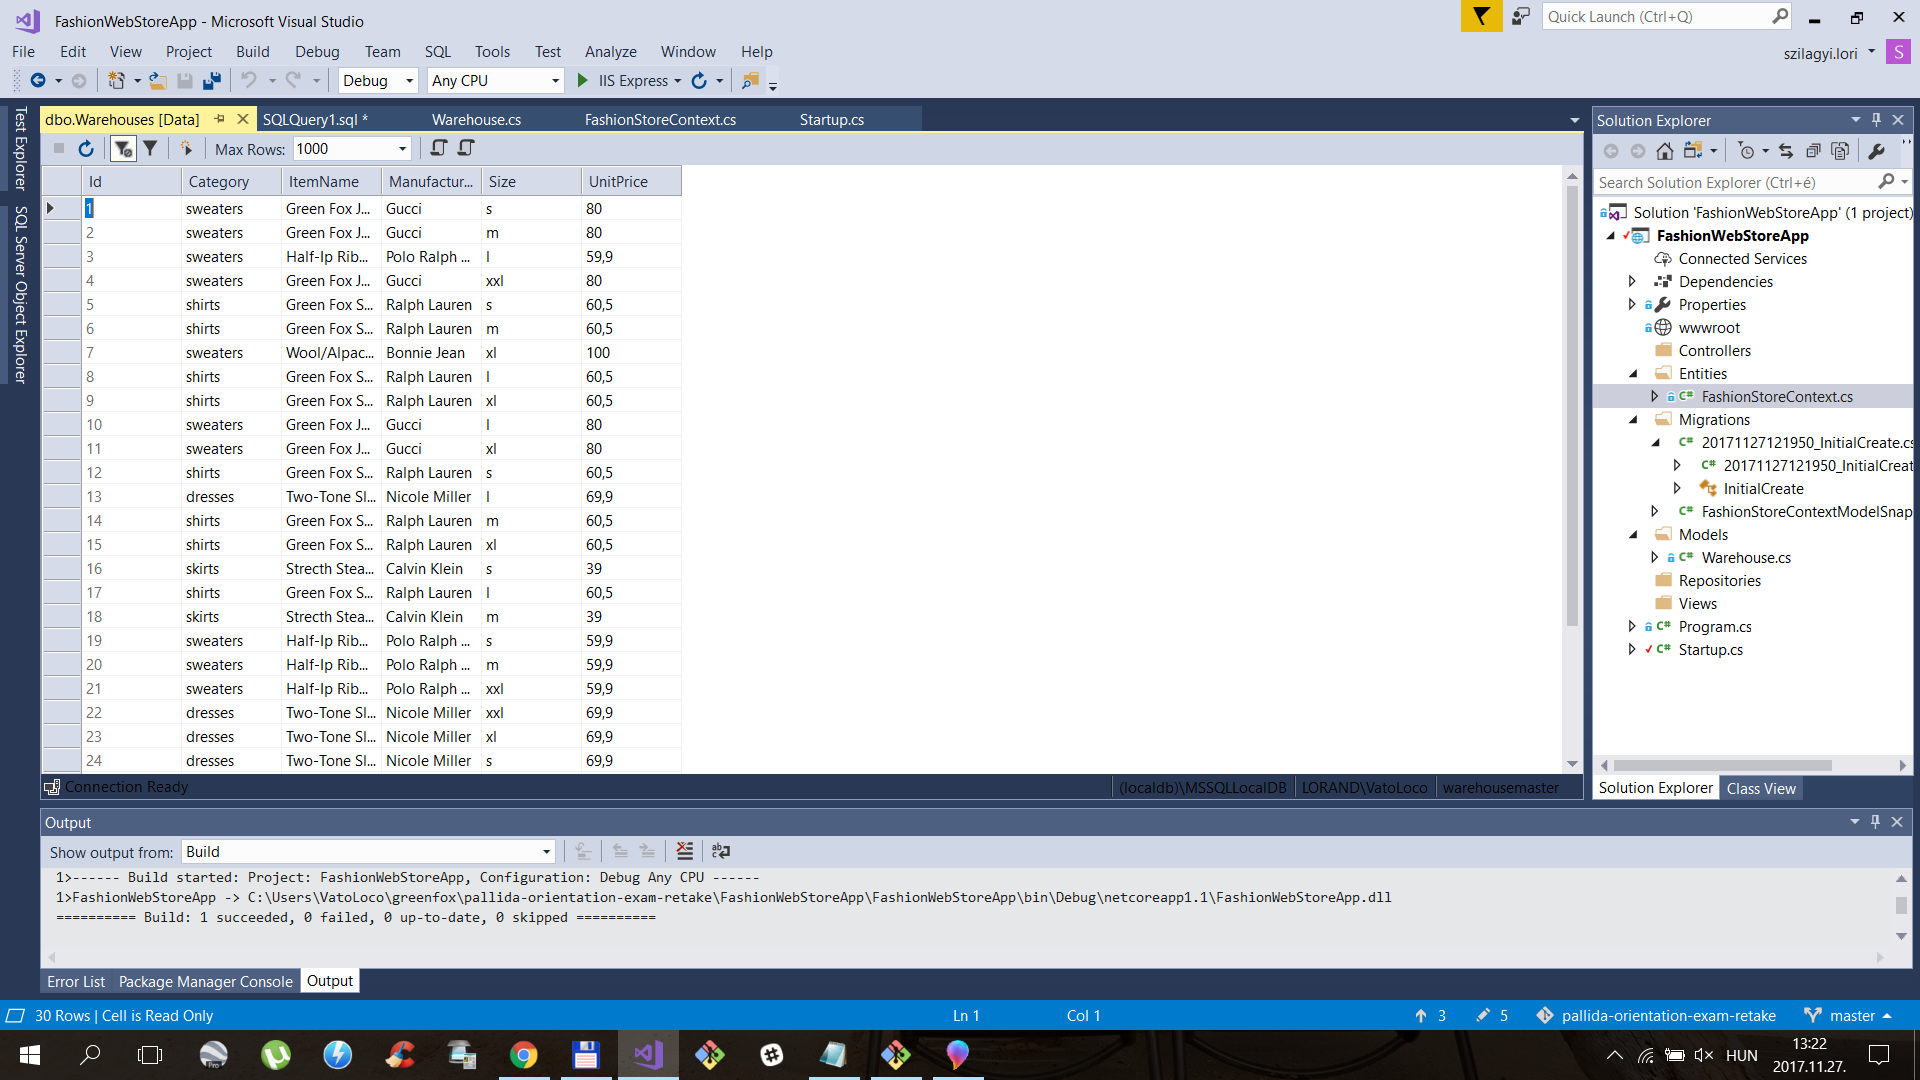 FashionWebStoreApp - Microsoft Visual Studio
Quick Launch (Ctrl+Q)
File Edit View Project Build Debug Team SQL Tools Test Analyze Window Help
szilagyi.lori S
Debug Any CPU IIS Express
Test Explorer
SQL Server Object Explorer
dbo.Warehouses [Data] SQLQuery1.sql * Warehouse.cs FashionStoreContext.cs Startup.cs
Max Rows: 1000
Id Category ItemName Manufactur... Size UnitPrice
1 sweaters Green Fox J... Gucci s 80
2 sweaters Green Fox J... Gucci m 80
3 sweaters Half-Ip Rib... Polo Ralph ... l 59,9
4 sweaters Green Fox J... Gucci xxl 80
5 shirts Green Fox S... Ralph Lauren s 60,5
6 shirts Green Fox S... Ralph Lauren m 60,5
7 sweaters Wool/Alpac... Bonnie Jean xl 100
8 shirts Green Fox S... Ralph Lauren l 60,5
9 shirts Green Fox S... Ralph Lauren xl 60,5
10 sweaters Green Fox J... Gucci l 80
11 sweaters Green Fox J... Gucci xl 80
12 shirts Green Fox S... Ralph Lauren s 60,5
13 dresses Two-Tone Sl... Nicole Miller l 69,9
14 shirts Green Fox S... Ralph Lauren m 60,5
15 shirts Green Fox S... Ralph Lauren xl 60,5
16 skirts Strecth Stea... Calvin Klein s 39
17 shirts Green Fox S... Ralph Lauren l 60,5
18 skirts Strecth Stea... Calvin Klein m 39
19 sweaters Half-Ip Rib... Polo Ralph ... s 59,9
20 sweaters Half-Ip Rib... Polo Ralph ... m 59,9
21 sweaters Half-Ip Rib... Polo Ralph ... xxl 59,9
22 dresses Two-Tone Sl... Nicole Miller xxl 69,9
23 dresses Two-Tone Sl... Nicole Miller xl 69,9
24 dresses Two-Tone Sl... Nicole Miller s 69,9
Connection Ready (localdb)\MSSQLLocalDB LORAND\VatoLoco warehousemaster
Solution Explorer
Search Solution Explorer (Ctrl+é)
Solution 'FashionWebStoreApp' (1 project)
FashionWebStoreApp
Connected Services
Dependencies
Properties
wwwroot
Controllers
Entities
C# FashionStoreContext.cs
Migrations
C# 20171127121950_InitialCreate.cs
C# 20171127121950_InitialCreat
InitialCreate
C# FashionStoreContextModelSnap
Models
C# Warehouse.cs
Repositories
Views
C# Program.cs
C# Startup.cs
Solution Explorer Class View
Output
Show output from: Build
1>------ Build started: Project: FashionWebStoreApp, Configuration: Debug Any CPU ------
1>FashionWebStoreApp -> C:\Users\VatoLoco\greenfox\pallida-orientation-exam-retake\FashionWebStoreApp\FashionWebStoreApp\bin\Debug\netcoreapp1.1\FashionWebStoreApp.dll
========== Build: 1 succeeded, 0 failed, 0 up-to-date, 0 skipped ==========
Error List Package Manager Console Output
30 Rows | Cell is Read Only Ln 1 Col 1 3 5 pallida-orientation-exam-retake master
Pro
HUN
13:22
2017.11.27.